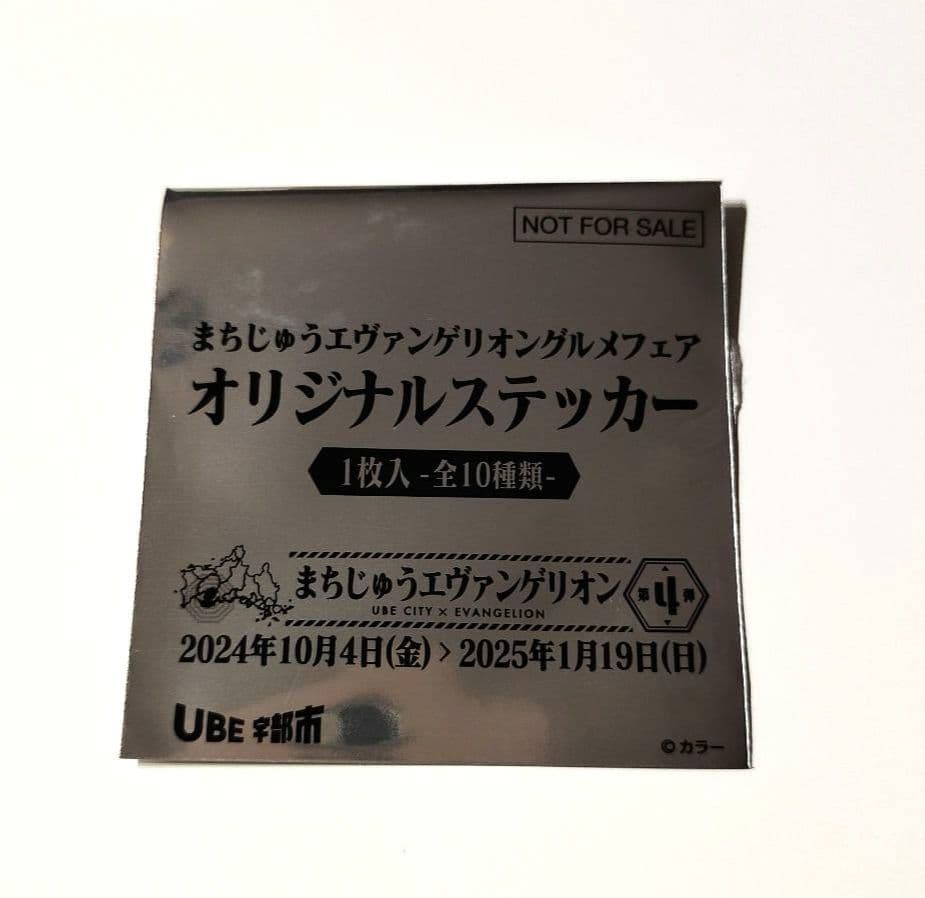 NOT FOR SALE
まちじゅうエヴァンゲリオングルメフェア
オリジナルステッカー
1枚入 -全10種類-
まちじゅうエヴァンゲリオン
UBE CITY × EVANGELION
第4弾
2024年10月4日(金) > 2025年1月19日(日)
UBE 宇部市
©カラー